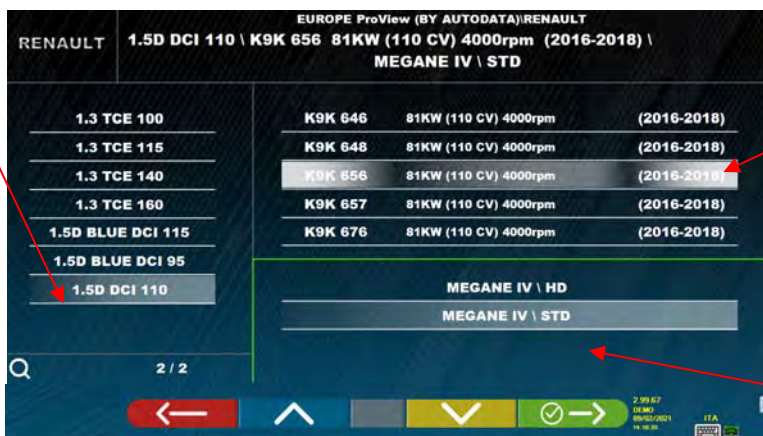 EUROPE ProView (BY AUTODATA)\RENAULT
RENAULT
1.5D DCI 110 \ K9K 656 81KW (110 CV) 4000rpm (2016-2018) \
MEGANE IV \ STD
1.3 TCE 100
1.3 TCE 115
1.3 TCE 140
1.3 TCE 160
1.5D BLUE DCI 115
1.5D BLUE DCI 95
1.5D DCI 110
2 / 2
K9K 646 81KW (110 CV) 4000rpm (2016-2018)
K9K 648 81KW (110 CV) 4000rpm (2016-2018)
K9K 656 81KW (110 CV) 4000rpm (2016-2018)
K9K 657 81KW (110 CV) 4000rpm (2016-2018)
K9K 676 81KW (110 CV) 4000rpm (2016-2018)
MEGANE IV \ HD
MEGANE IV \ STD
2.99.67
DEMO
09/02/2021
ITA